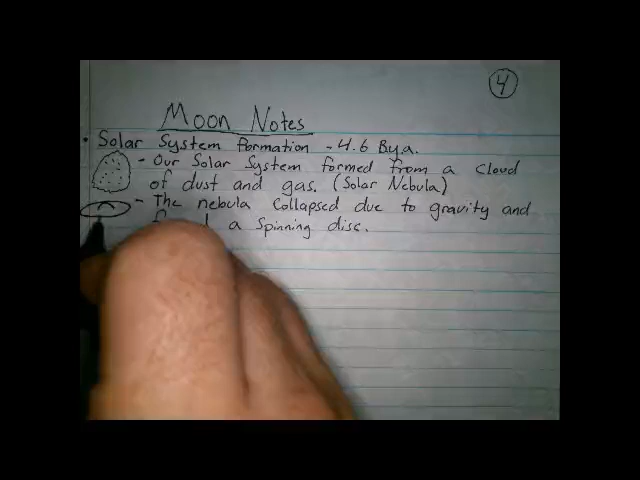 4
Moon Notes
• Solar System formation - 4.6 B.y.a.
- Our Solar System formed from a cloud
of dust and gas. (Solar Nebula)
- The nebula collapsed due to gravity and
a spinning disc.